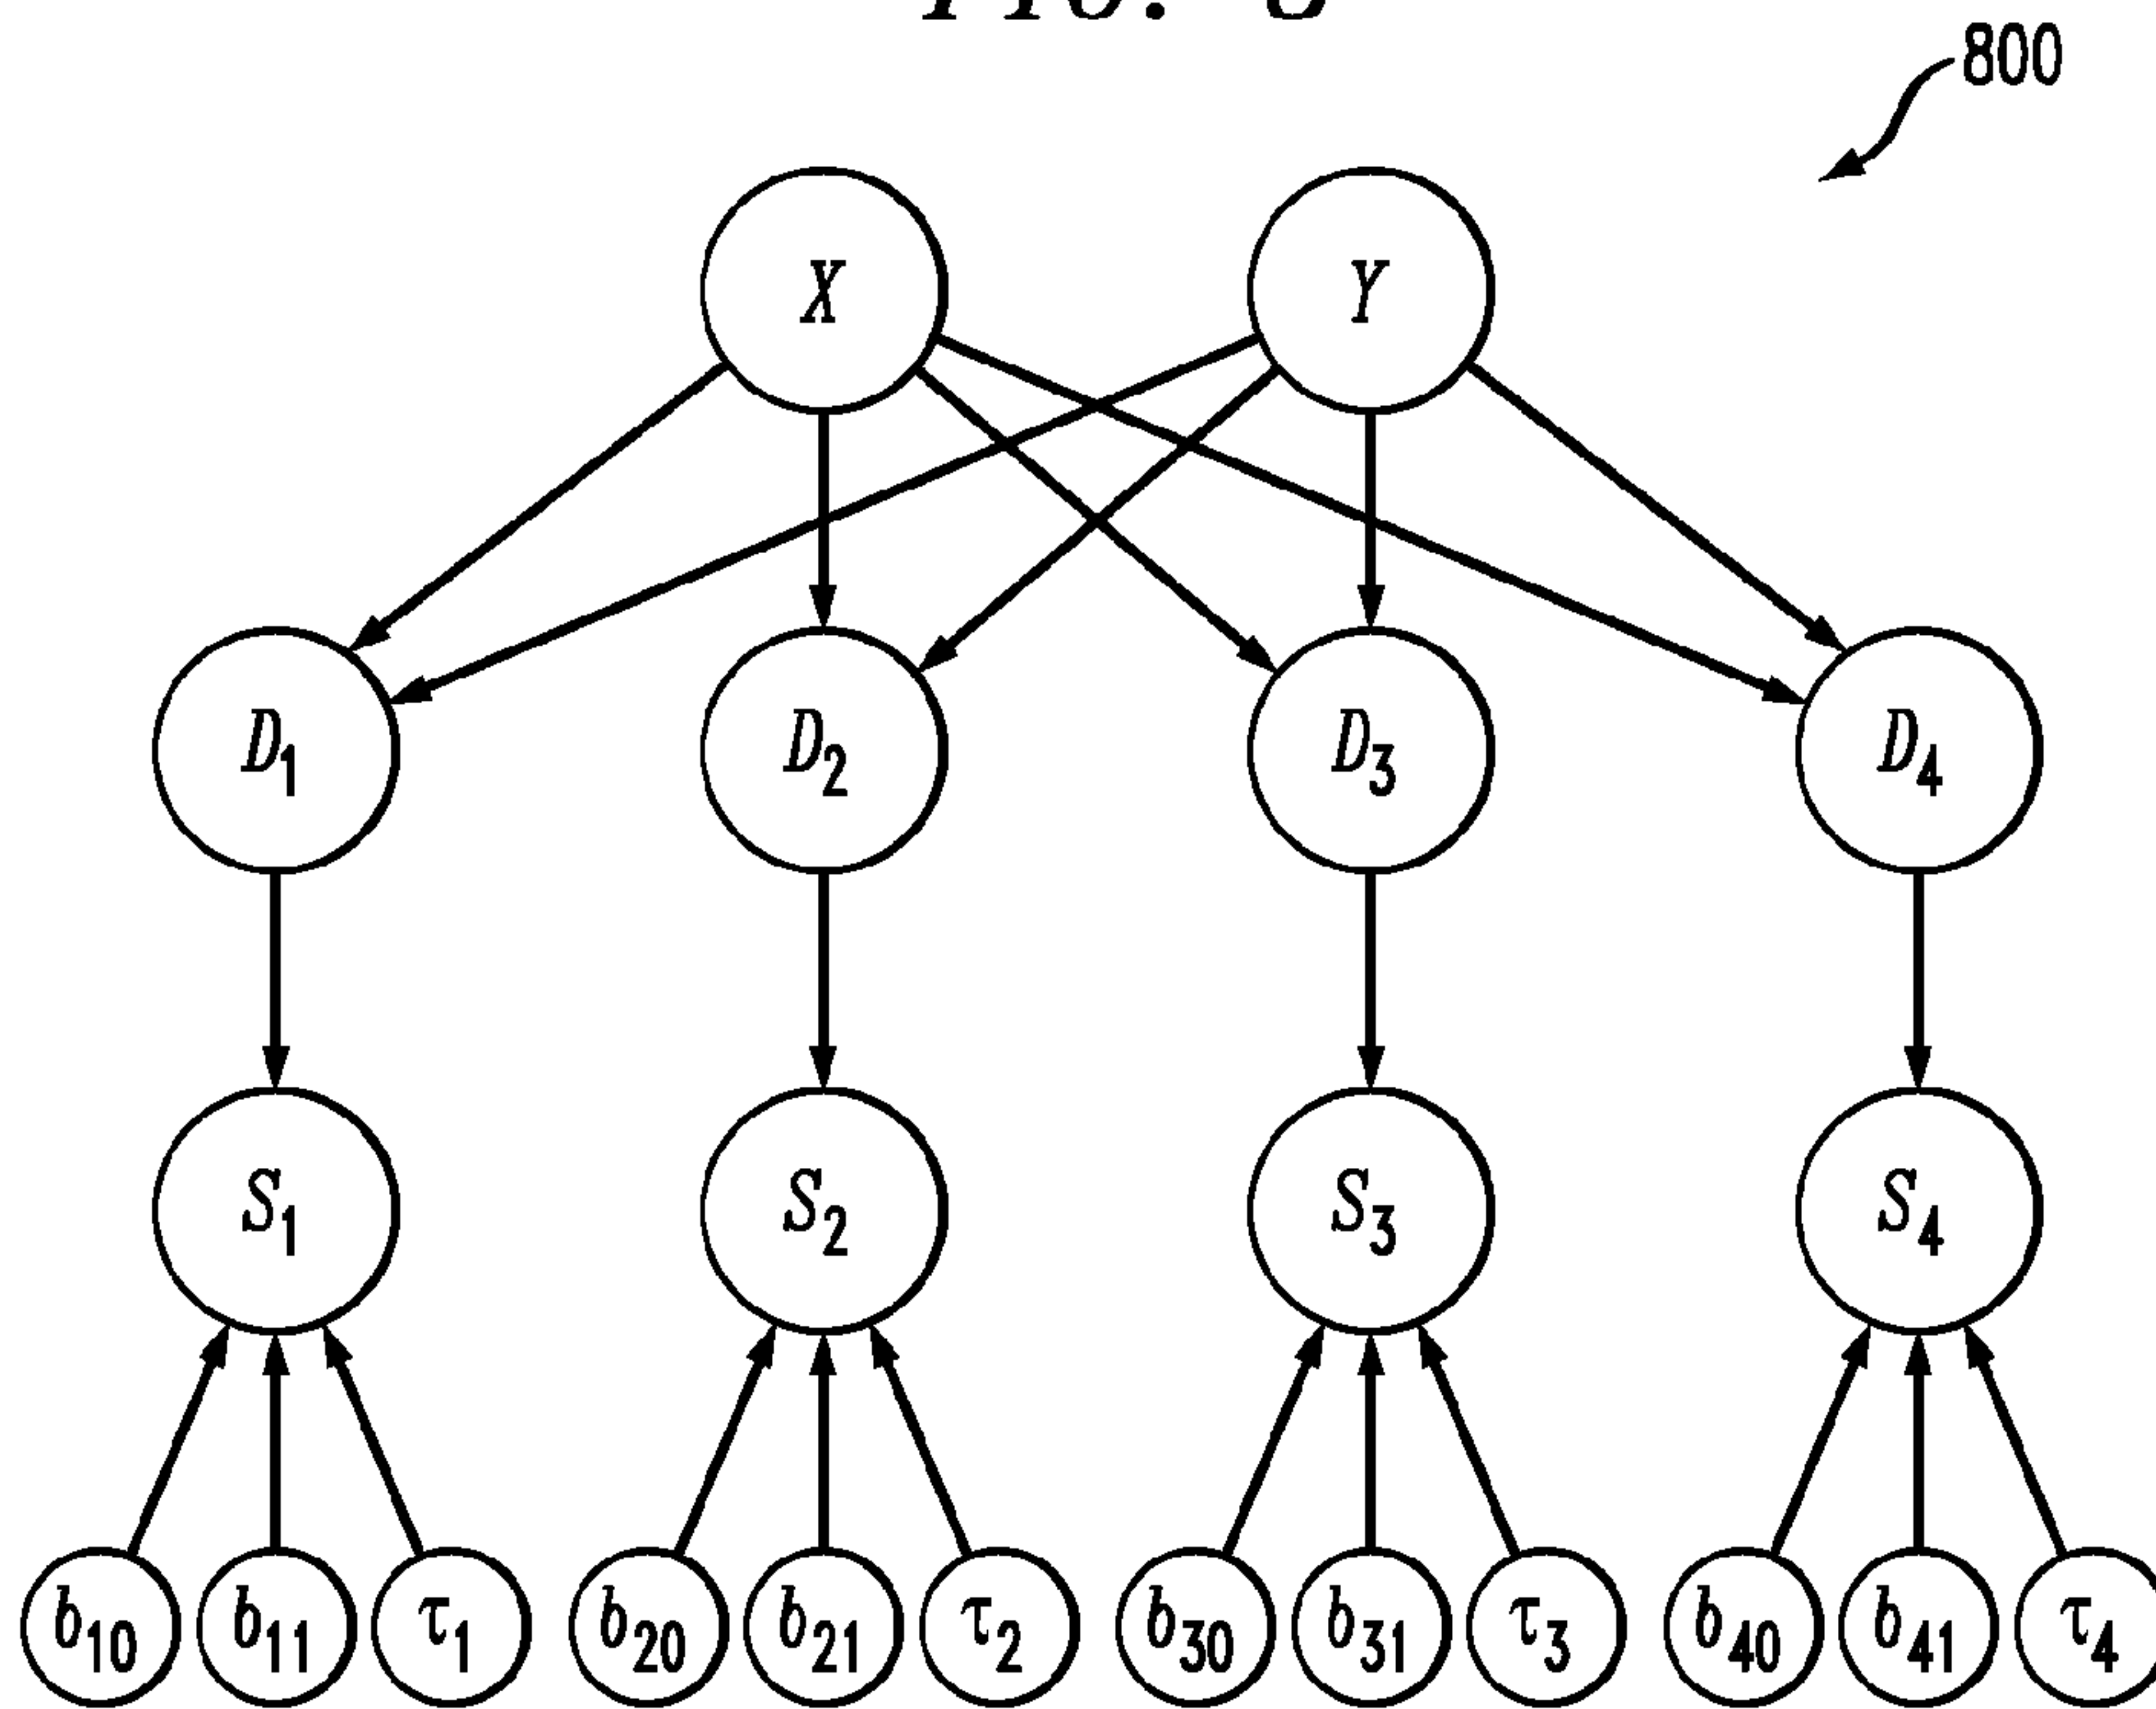 800
X Y
D1 D2 D3 D4
S1 S2 S3 S4
b10 b11 τ1 b20 b21 τ2 b30 b31 τ3 b40 b41 τ4